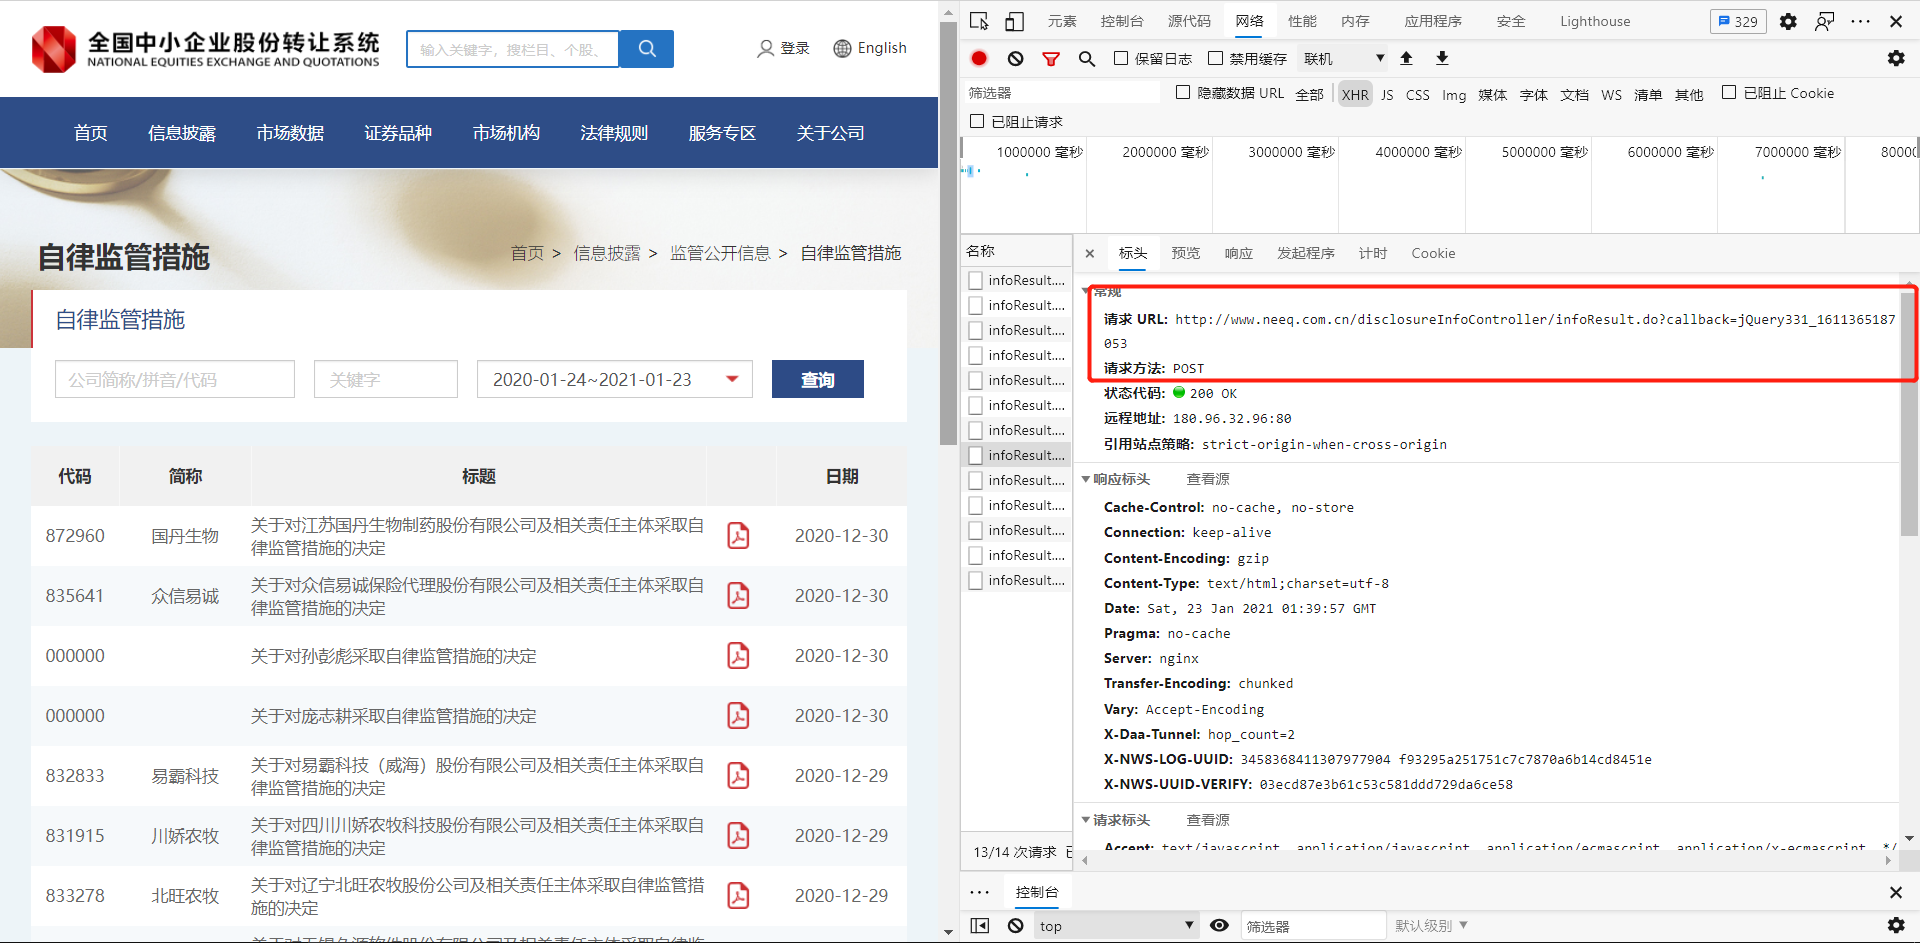 全国中小企业股份转让系统
NATIONAL EQUITIES EXCHANGE AND QUOTATIONS
输入关键字，搜栏目、个股、
登录
English
首页 信息披露 市场数据 证券品种 市场机构 法律规则 服务专区 关于公司
自律监管措施
首页 > 信息披露 > 监管公开信息 > 自律监管措施
自律监管措施
公司简称/拼音/代码 关键字 2020-01-24~2021-01-23 查询
代码 简称 标题 日期
872960 国丹生物 关于对江苏国丹生物制药股份有限公司及相关责任主体采取自 2020-12-30
律监管措施的决定
835641 众信易诚 关于对众信易诚保险代理股份有限公司及相关责任主体采取自 2020-12-30
律监管措施的决定
000000 关于对孙彭彪采取自律监管措施的决定 2020-12-30
000000 关于对庞志耕采取自律监管措施的决定 2020-12-30
832833 易霸科技 关于对易霸科技（威海）股份有限公司及相关责任主体采取自 2020-12-29
律监管措施的决定
831915 川娇农牧 关于对四川川娇农牧科技股份有限公司及相关责任主体采取自 2020-12-29
律监管措施的决定
833278 北旺农牧 关于对辽宁北旺农牧股份公司及相关责任主体采取自律监管措 2020-12-29
施的决定
元素 控制台 源代码 网络 性能 内存 应用程序 安全 Lighthouse 329
保留日志 禁用缓存 联机
筛选器 隐藏数据 URL 全部 XHR JS CSS Img 媒体 字体 文档 WS 清单 其他 已阻止 Cookie
已阻止请求
1000000 毫秒 2000000 毫秒 3000000 毫秒 4000000 毫秒 5000000 毫秒 6000000 毫秒 7000000 毫秒 80000
名称
infoResult....
infoResult....
infoResult....
infoResult....
infoResult....
infoResult....
infoResult....
infoResult....
infoResult....
infoResult....
infoResult....
infoResult....
infoResult....
13/14 次请求
标头 预览 响应 发起程序 计时 Cookie
常规
请求 URL: http://www.neeq.com.cn/disclosureInfoController/infoResult.do?callback=jQuery331_1611365187
053
请求方法: POST
状态代码: 200 OK
远程地址: 180.96.32.96:80
引用站点策略: strict-origin-when-cross-origin
响应标头 查看源
Cache-Control: no-cache, no-store
Connection: keep-alive
Content-Encoding: gzip
Content-Type: text/html;charset=utf-8
Date: Sat, 23 Jan 2021 01:39:57 GMT
Pragma: no-cache
Server: nginx
Transfer-Encoding: chunked
Vary: Accept-Encoding
X-Daa-Tunnel: hop_count=2
X-NWS-LOG-UUID: 3458368411307977904 f93295a251751c7c7870a6b14cd8451e
X-NWS-UUID-VERIFY: 03ecd87e3b61c53c581ddd729da6ce58
请求标头 查看源
Accept: text/javascript, application/javascript, application/ecmascript, application/x-ecmascript, */
控制台
top 筛选器 默认级别